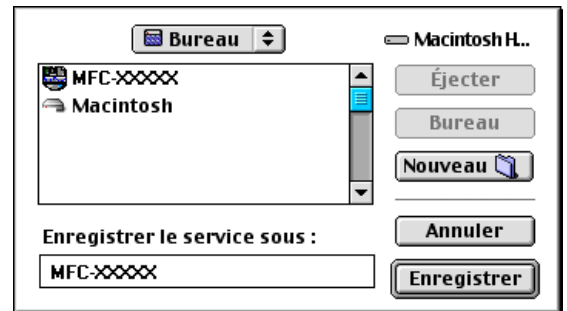 Bureau
Macintosh H...
MFC-XXXXX
Macintosh
Éjecter
Bureau
Nouveau
Enregistrer le service sous :
MFC-XXXXX
Annuler
Enregistrer